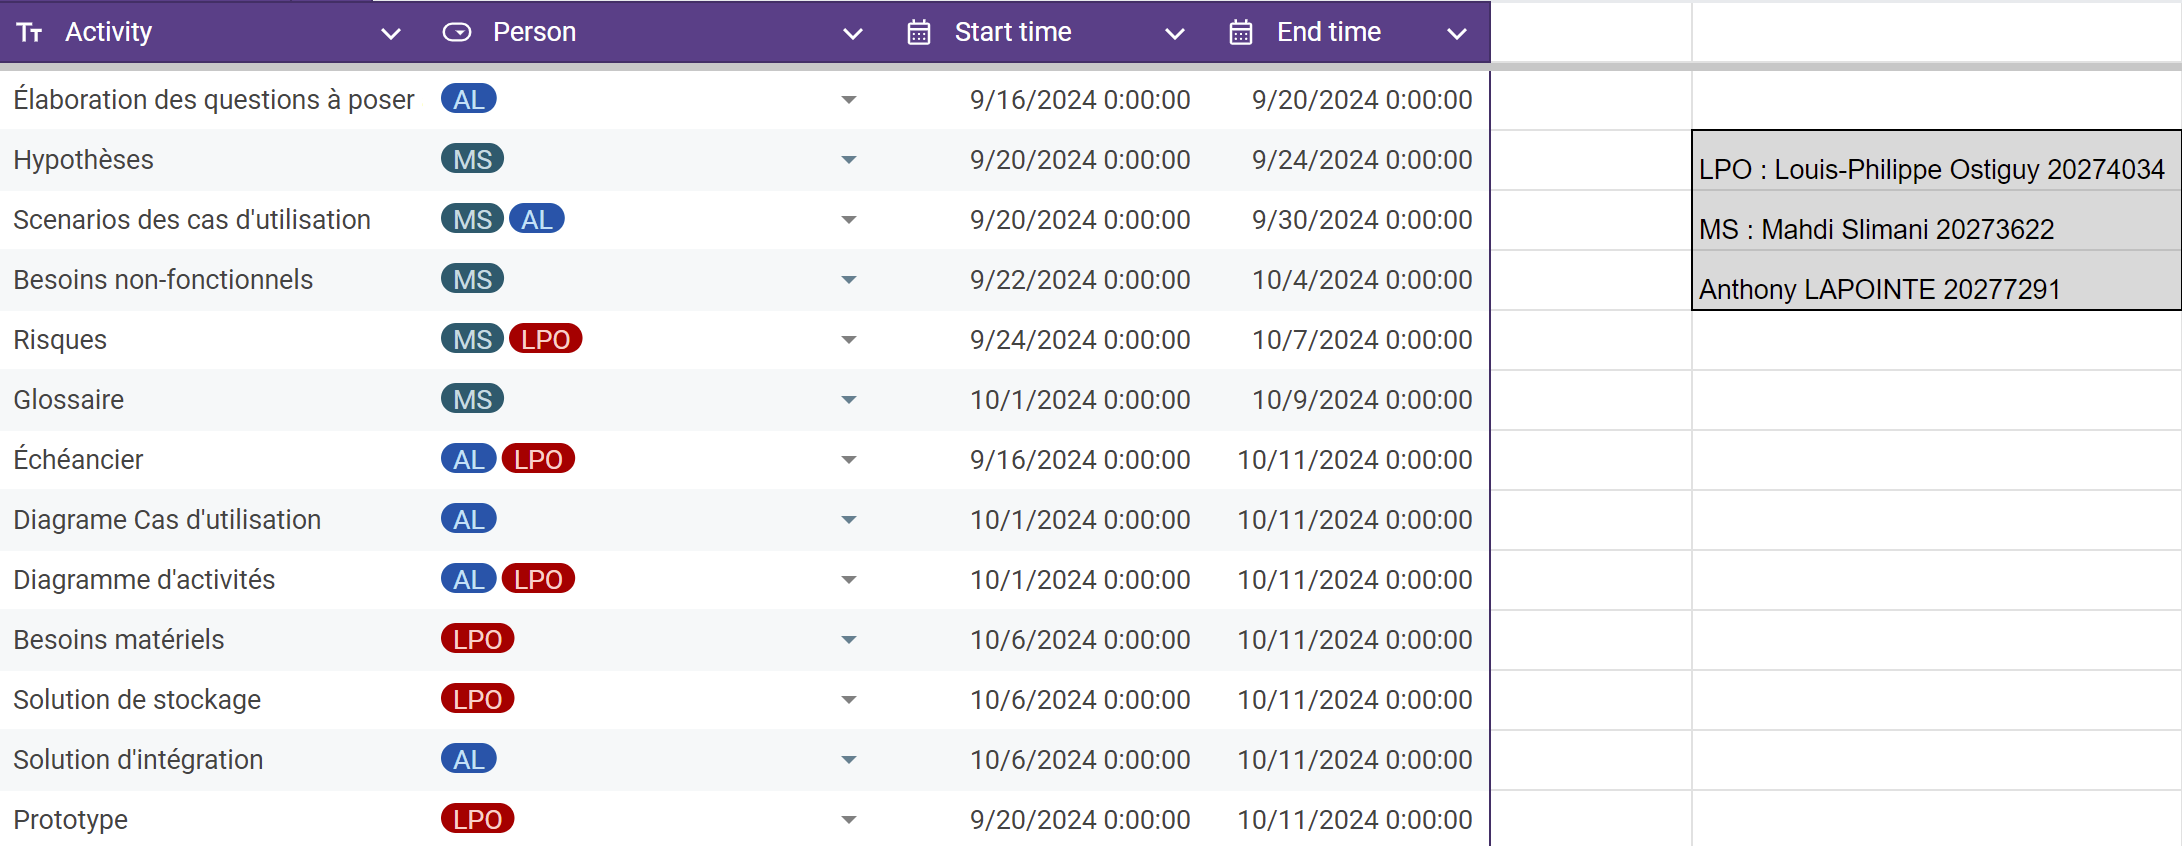 Activity Person Start time End time
Élaboration des questions à poser AL 9/16/2024 0:00:00 9/20/2024 0:00:00
Hypothèses MS 9/20/2024 0:00:00 9/24/2024 0:00:00
LPO : Louis-Philippe Ostiguy 20274034
Scenarios des cas d'utilisation MS AL 9/20/2024 0:00:00 9/30/2024 0:00:00
MS : Mahdi Slimani 20273622
Besoins non-fonctionnels MS 9/22/2024 0:00:00 10/4/2024 0:00:00
Anthony LAPOINTE 20277291
Risques MS LPO 9/24/2024 0:00:00 10/7/2024 0:00:00
Glossaire MS 10/1/2024 0:00:00 10/9/2024 0:00:00
Échéancier AL LPO 9/16/2024 0:00:00 10/11/2024 0:00:00
Diagrame Cas d'utilisation AL 10/1/2024 0:00:00 10/11/2024 0:00:00
Diagramme d'activités AL LPO 10/1/2024 0:00:00 10/11/2024 0:00:00
Besoins matériels LPO 10/6/2024 0:00:00 10/11/2024 0:00:00
Solution de stockage LPO 10/6/2024 0:00:00 10/11/2024 0:00:00
Solution d'intégration AL 10/6/2024 0:00:00 10/11/2024 0:00:00
Prototype LPO 9/20/2024 0:00:00 10/11/2024 0:00:00